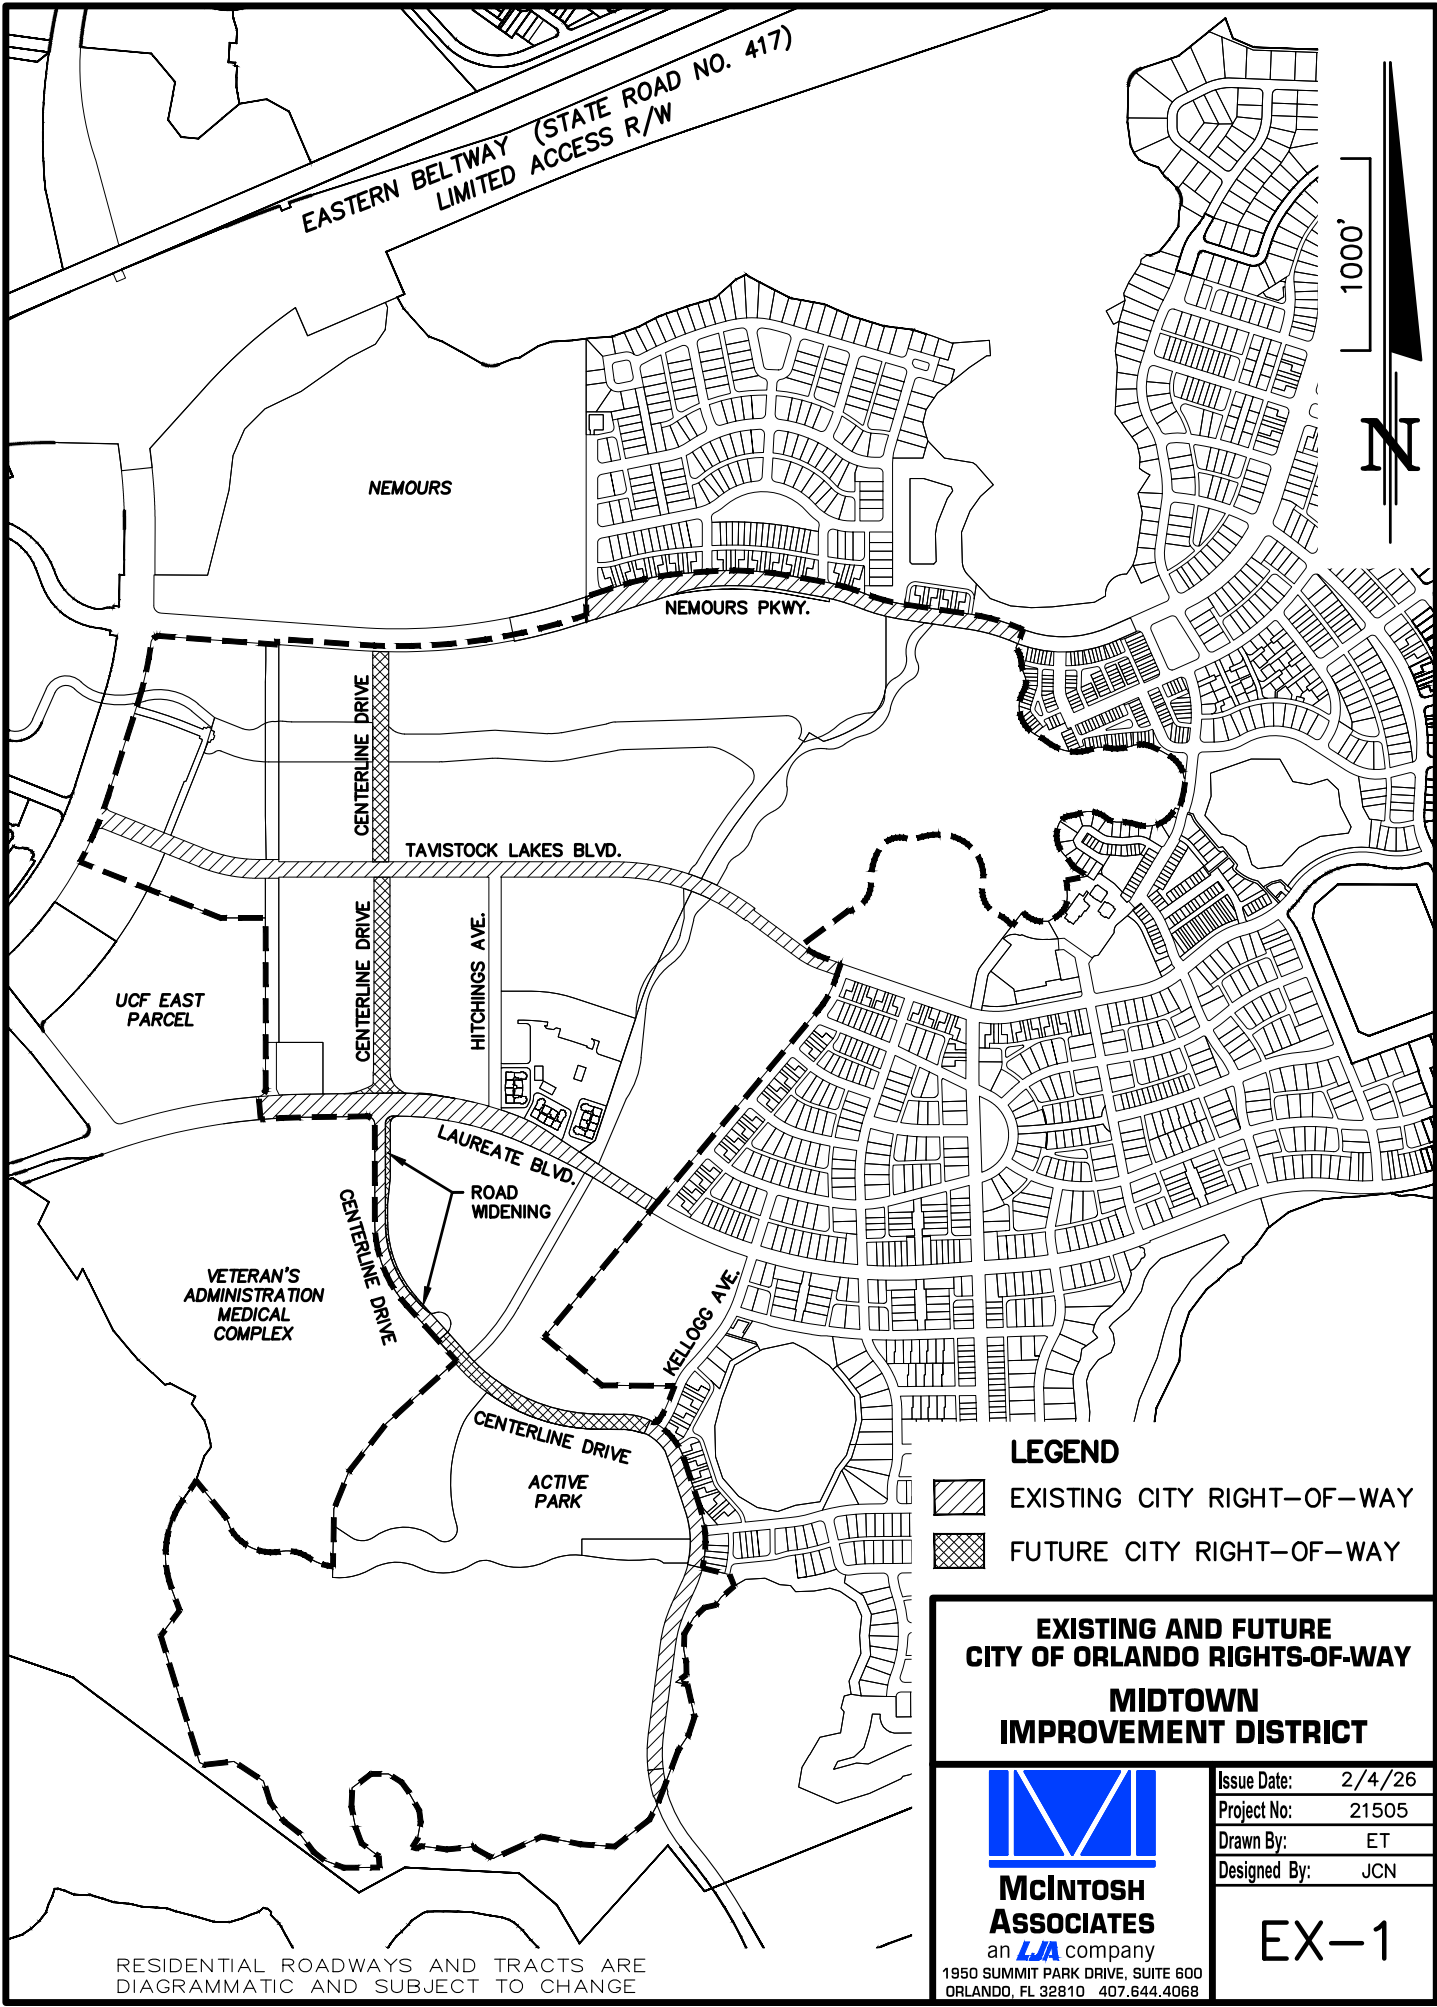 EASTERN BELTWAY (STATE ROAD NO. 417)
LIMITED ACCESS R/W
1000'
N
NEMOURS
NEMOURS PKWY.
CENTERLINE DRIVE
TAVISTOCK LAKES BLVD.
CENTERLINE DRIVE
HITCHINGS AVE.
UCF EAST
PARCEL
LAUREATE BLVD.
ROAD
WIDENING
CENTERLINE DRIVE
VETERAN'S
ADMINISTRATION
MEDICAL
COMPLEX
KELLOGG AVE.
CENTERLINE DRIVE
ACTIVE
PARK
LEGEND
EXISTING CITY RIGHT-OF-WAY
FUTURE CITY RIGHT-OF-WAY
EXISTING AND FUTURE
CITY OF ORLANDO RIGHTS-OF-WAY
MIDTOWN
IMPROVEMENT DISTRICT
McINTOSH
ASSOCIATES
an LJA company
1950 SUMMIT PARK DRIVE, SUITE 600
ORLANDO, FL 32810 407.644.4068
Issue Date: 2/4/26
Project No: 21505
Drawn By: ET
Designed By: JCN
EX-1
RESIDENTIAL ROADWAYS AND TRACTS ARE
DIAGRAMMATIC AND SUBJECT TO CHANGE